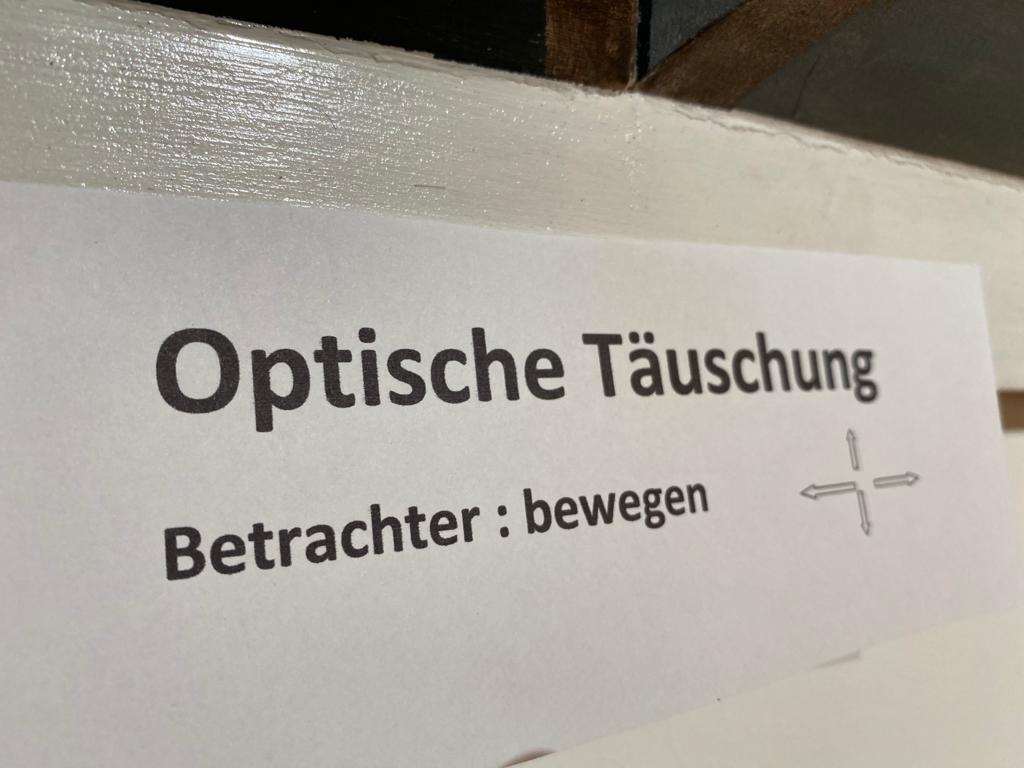 Optische Täuschung
Betrachter : bewegen